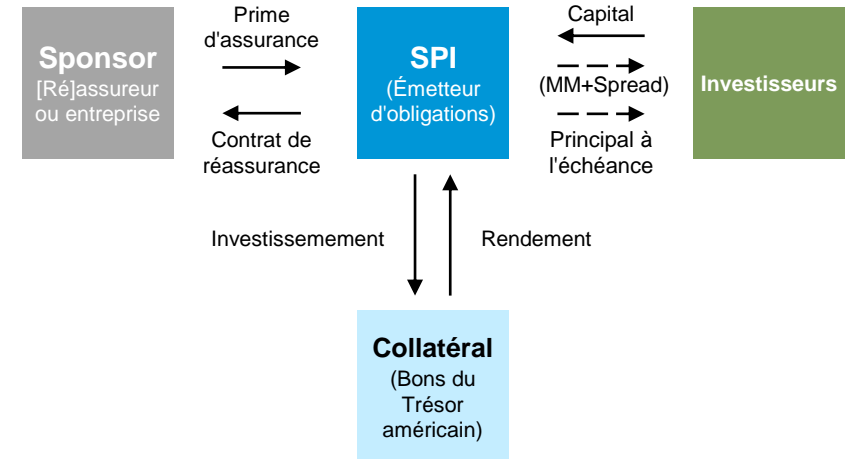 Sponsor
[Ré]assureur
ou entreprise
Prime
d'assurance
Contrat de
réassurance
SPI
(Émetteur
d'obligations)
Capital
(MM+Spread)
Principal à
l'échéance
Investisseurs
Investissemement
Rendement
Collatéral
(Bons du
Trésor
américain)